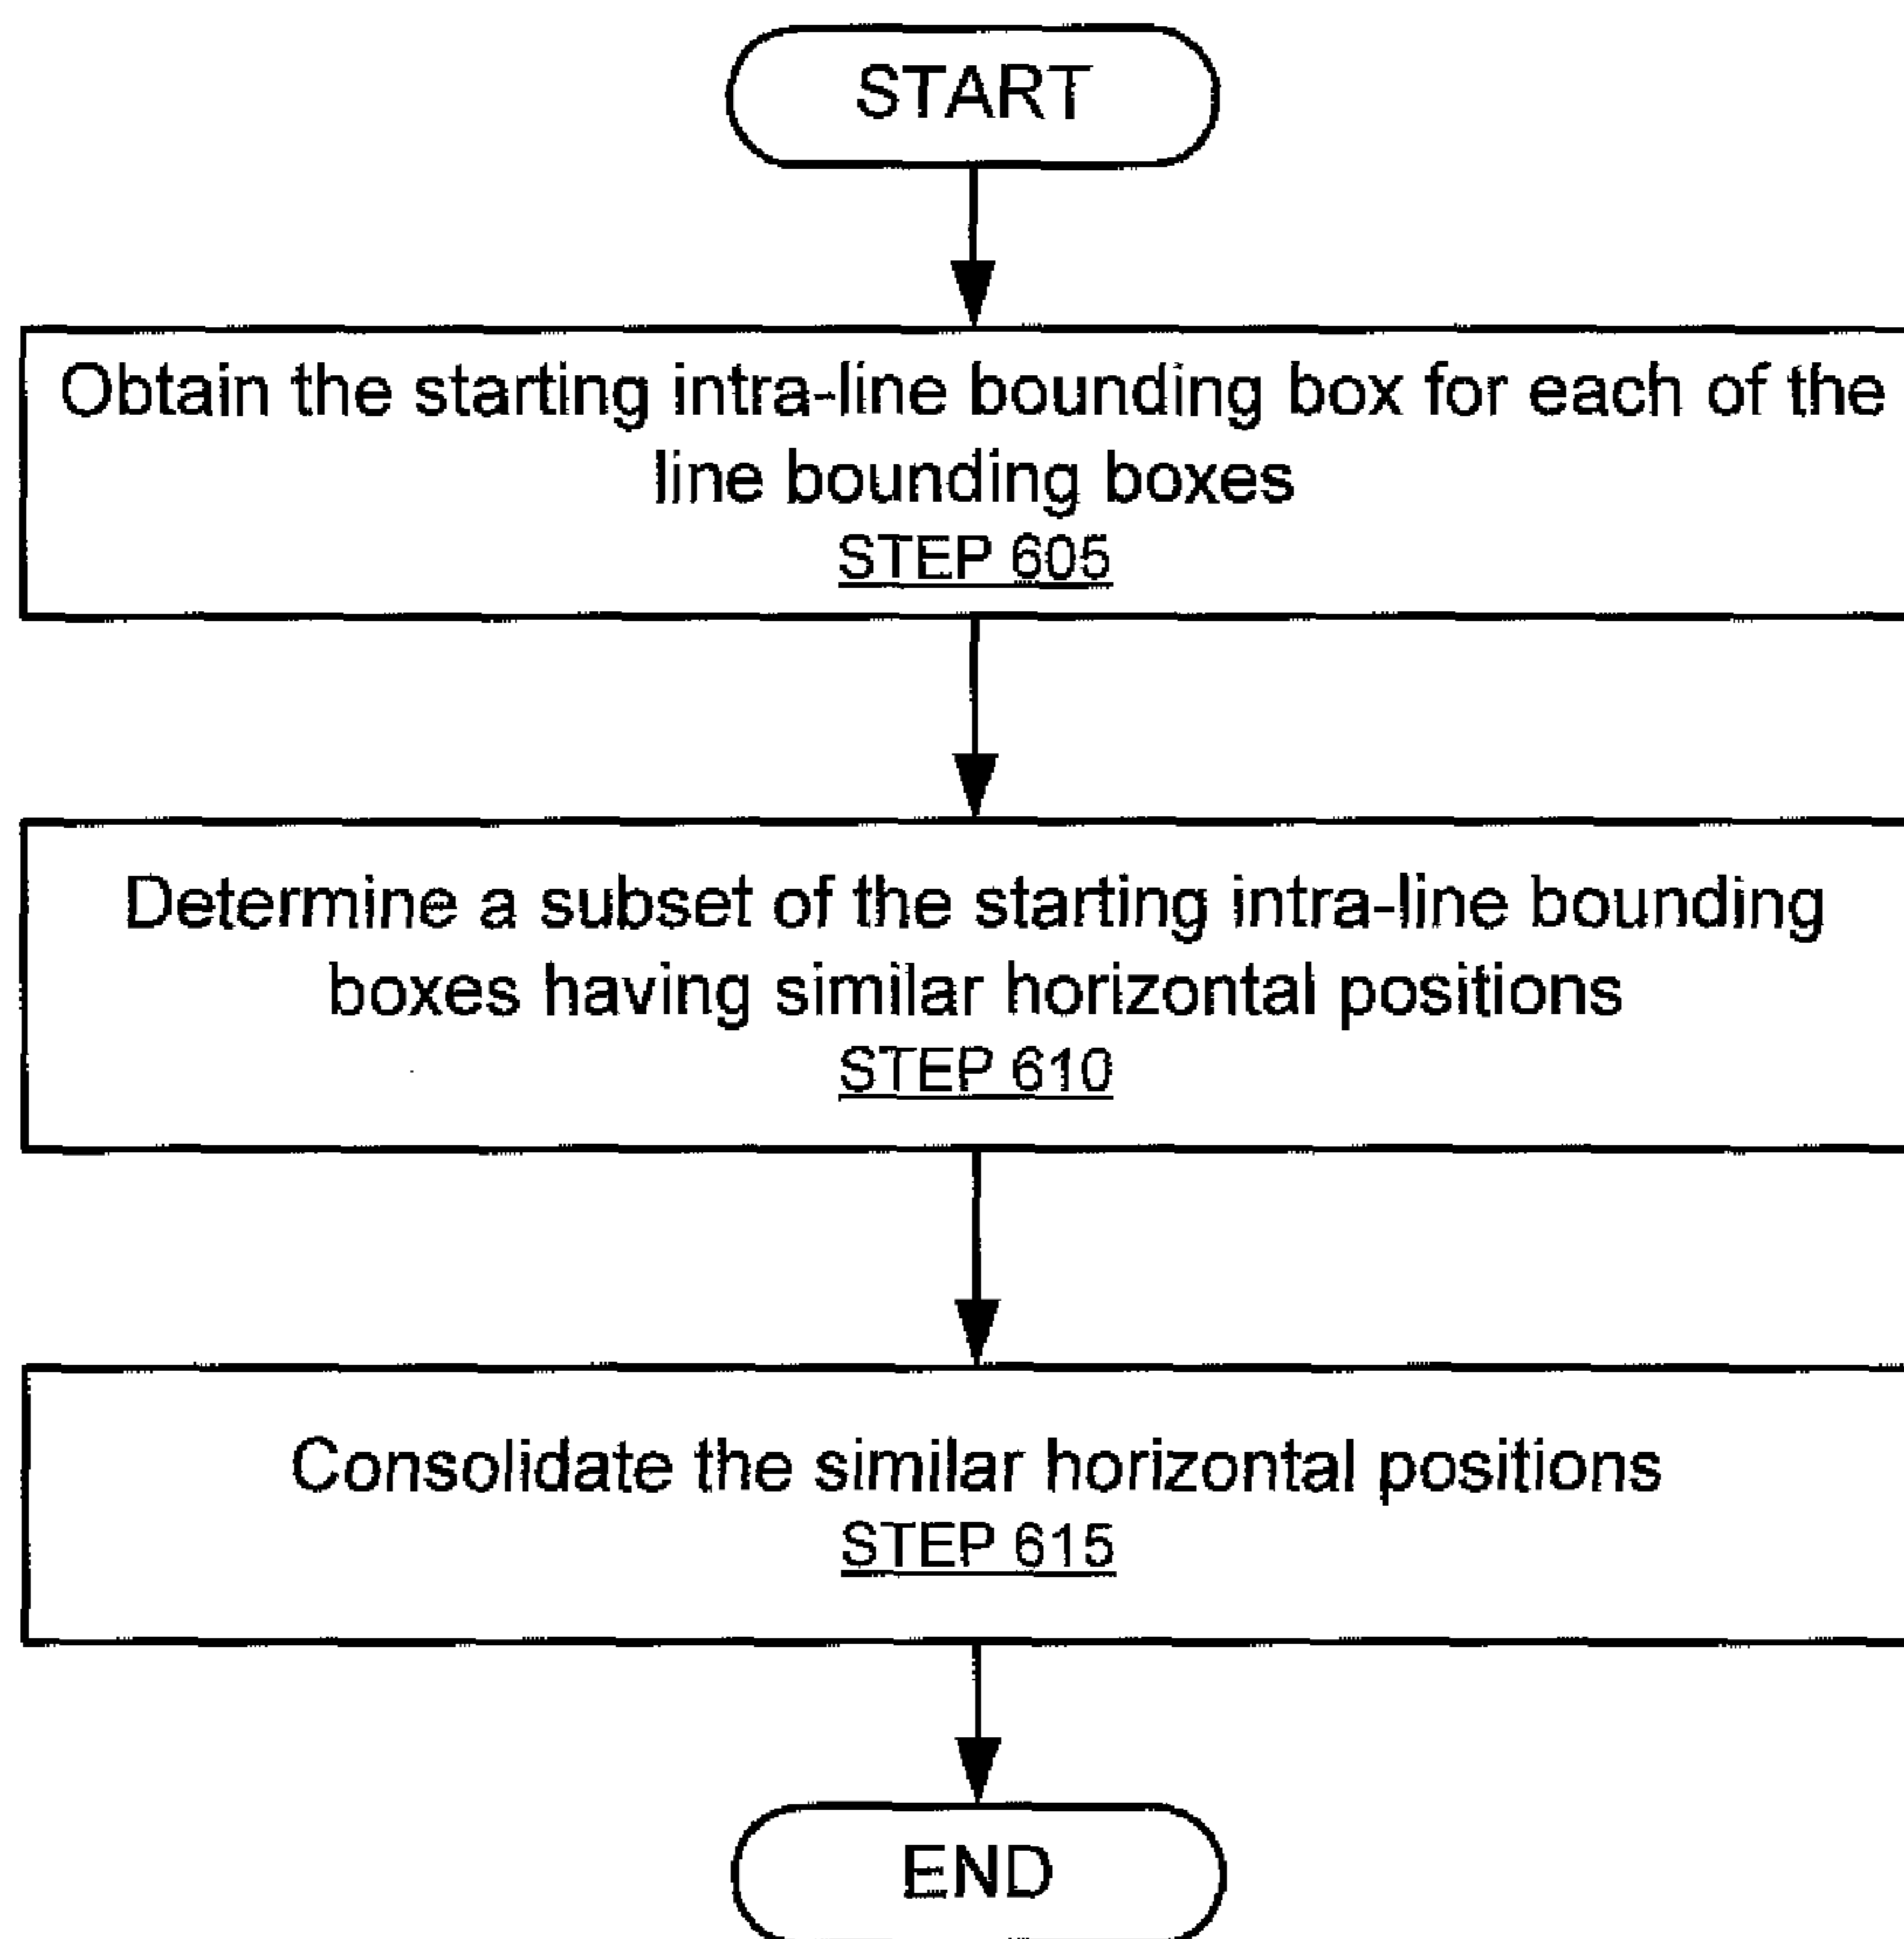 START
Obtain the starting intra-line bounding box for each of the
line bounding boxes
STEP 605
Determine a subset of the starting intra-line bounding
boxes having similar horizontal positions
STEP 610
Consolidate the similar horizontal positions
STEP 615
END